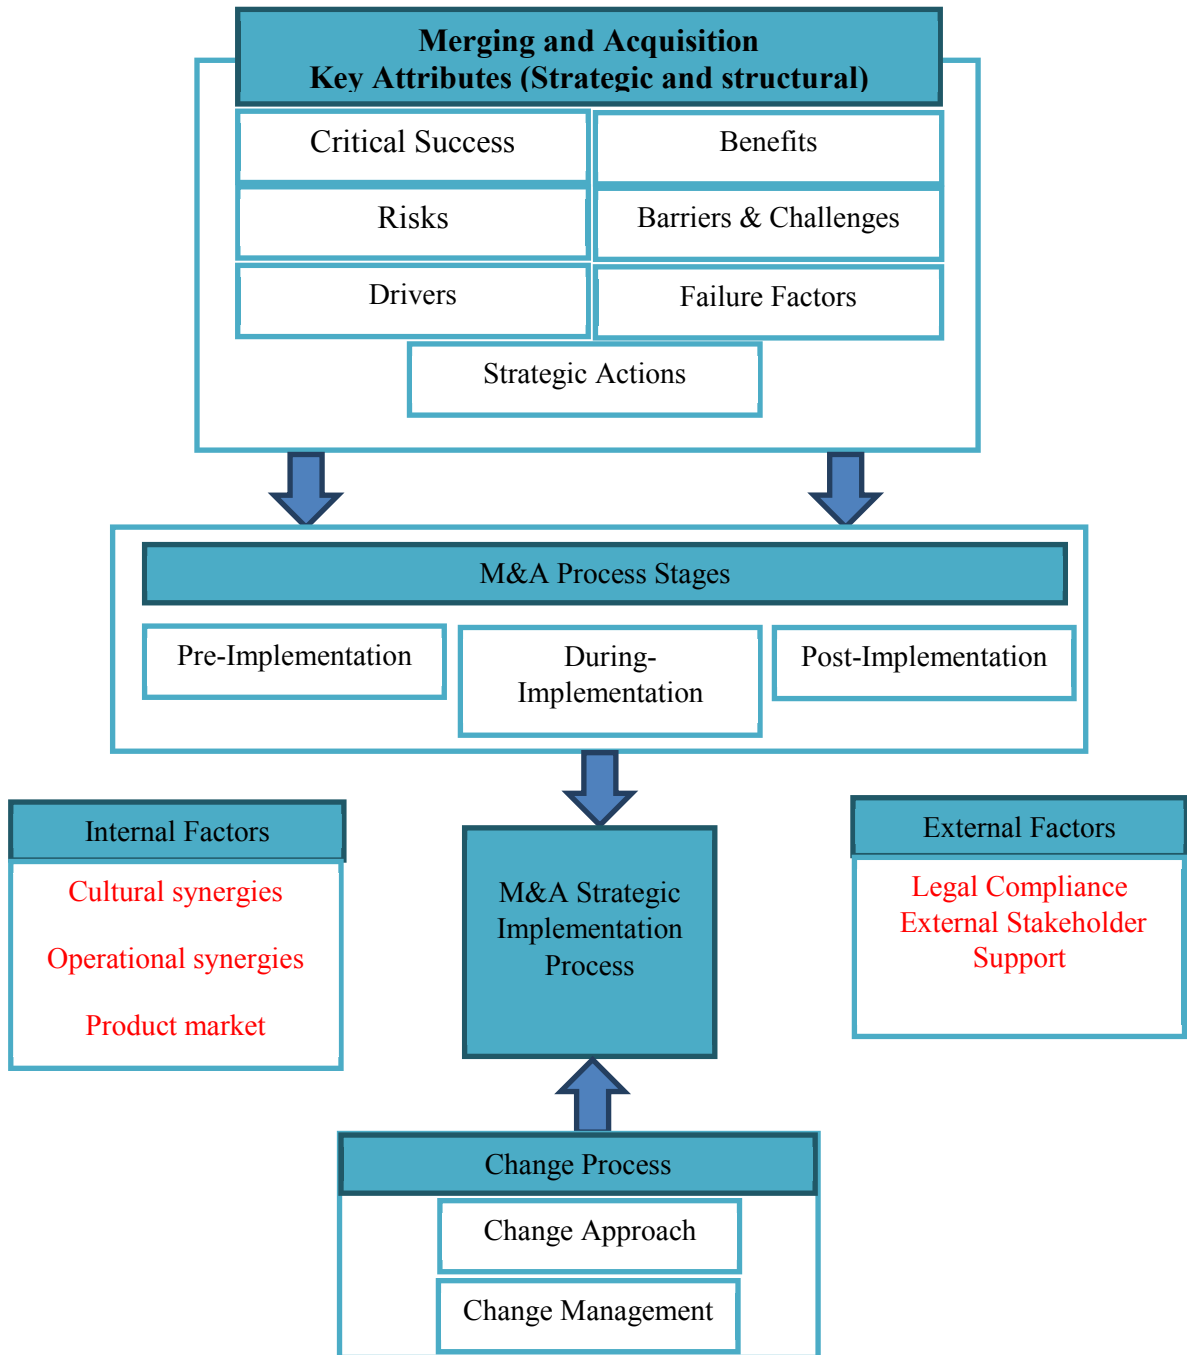 Merging and Acquisition
Key Attributes (Strategic and structural)
Critical Success
Benefits
Risks
Barriers & Challenges
Drivers
Failure Factors
Strategic Actions
M&A Process Stages
Pre-Implementation
During-
Implementation
Post-Implementation
Internal Factors
Cultural synergies
Operational synergies
Product market
M&A Strategic
Implementation
Process
External Factors
Legal Compliance
External Stakeholder
Support
Change Process
Change Approach
Change Management